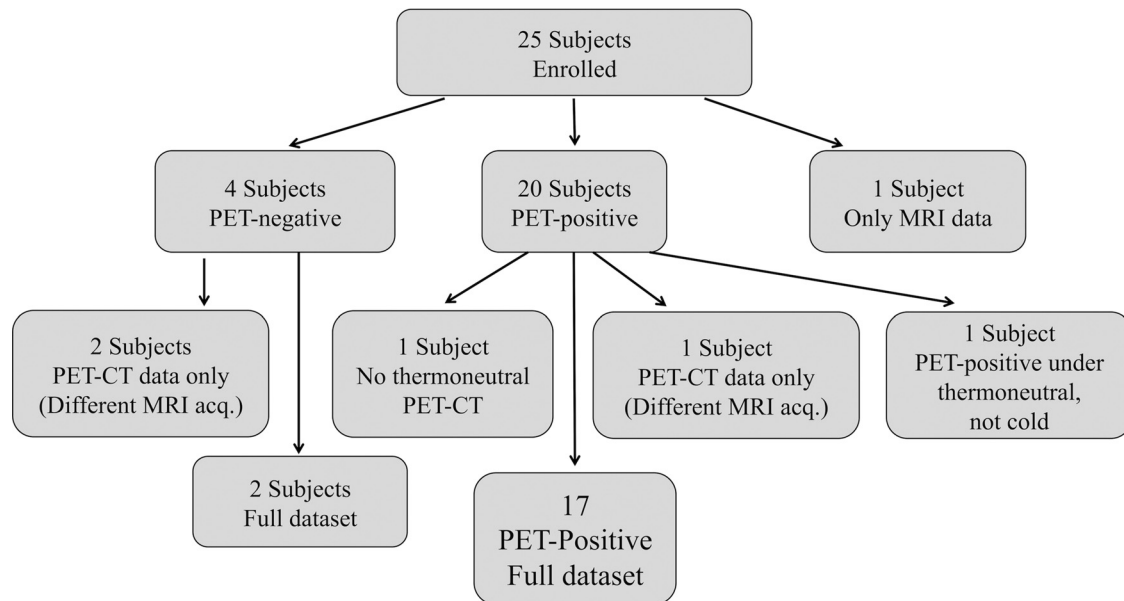 25 Subjects
Enrolled
4 Subjects
PET-negative
20 Subjects
PET-positive
1 Subject
Only MRI data
2 Subjects
PET-CT data only
(Different MRI acq.)
1 Subject
No thermoneutral
PET-CT
1 Subject
PET-CT data only
(Different MRI acq.)
1 Subject
PET-positive under
thermoneutral,
not cold
2 Subjects
Full dataset
17
PET-Positive
Full dataset